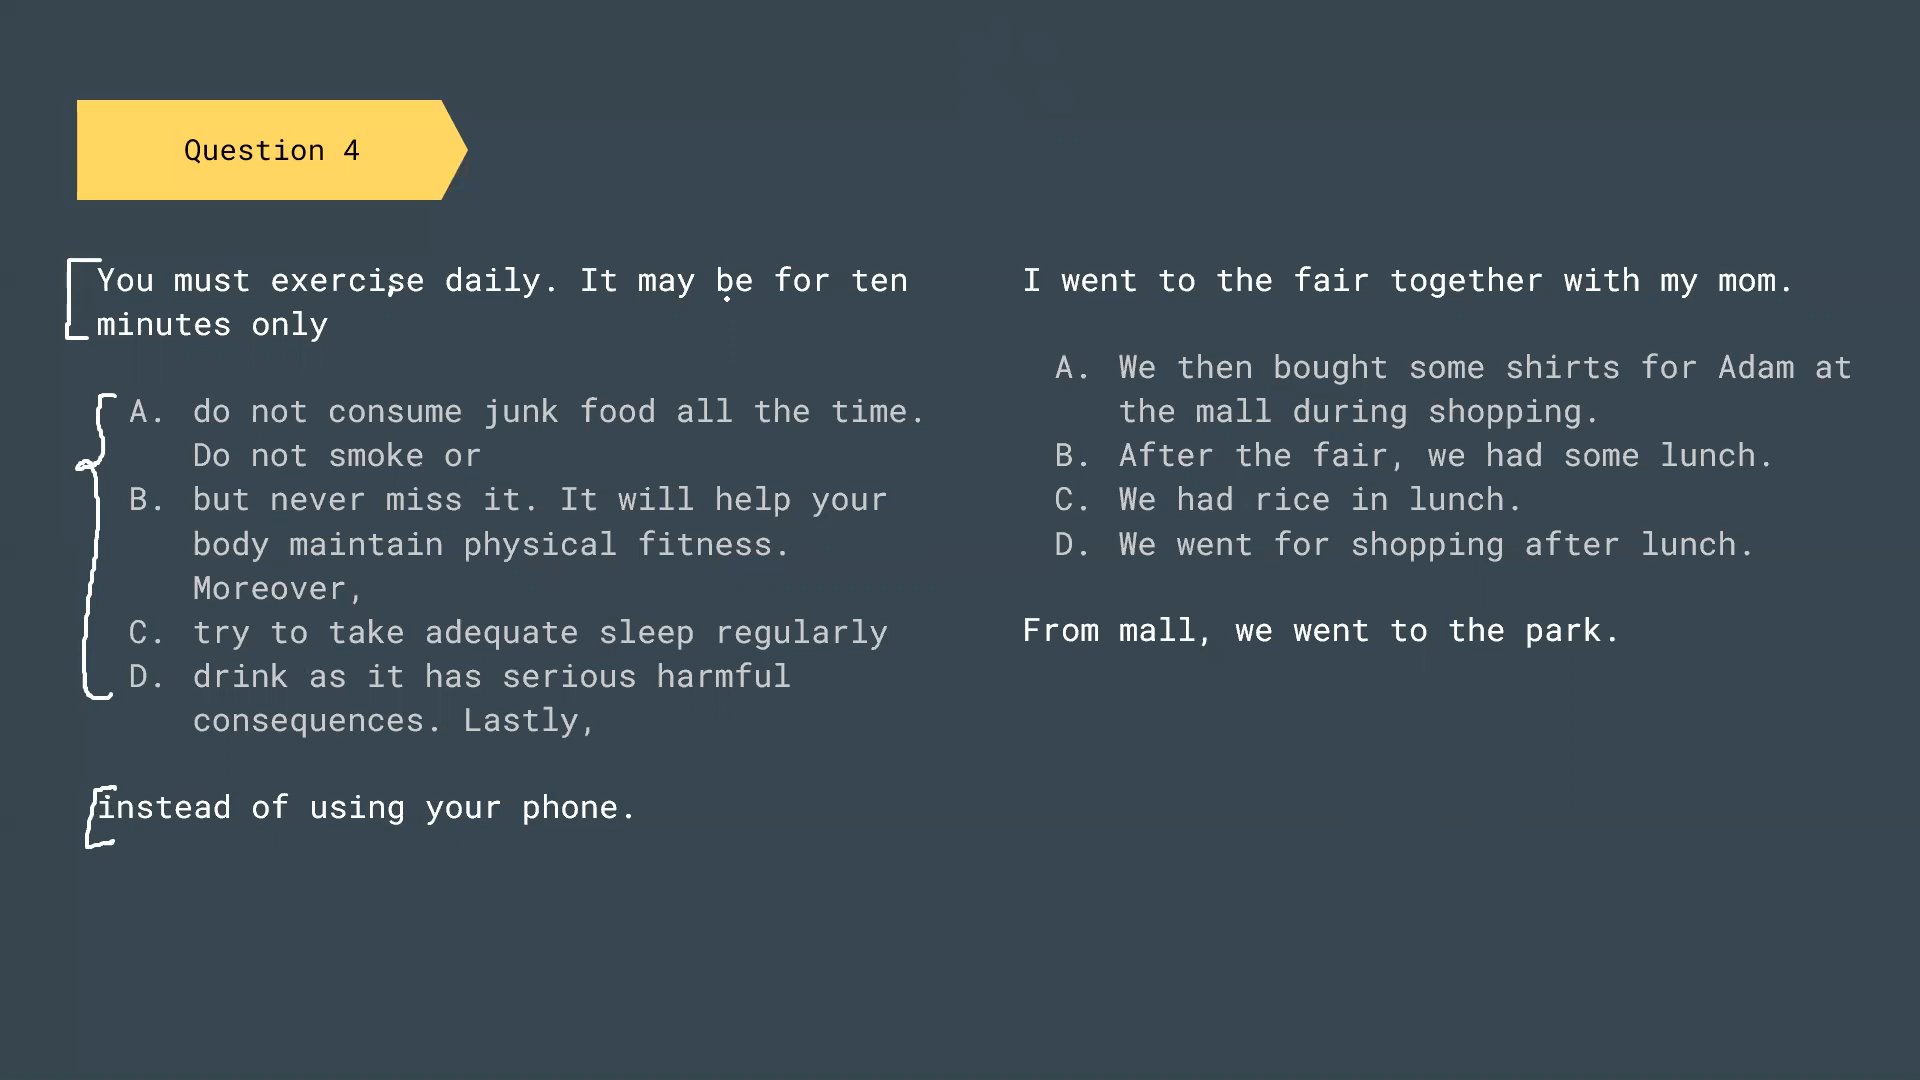 Question 4
You must exercise daily. It may be for ten
minutes only
A. do not consume junk food all the time.
Do not smoke or
B. but never miss it. It will help your
body maintain physical fitness.
Moreover,
C. try to take adequate sleep regularly
D. drink as it has serious harmful
consequences. Lastly,
instead of using your phone.
I went to the fair together with my mom.
A. We then bought some shirts for Adam at
the mall during shopping.
B. After the fair, we had some lunch.
C. We had rice in lunch.
D. We went for shopping after lunch.
From mall, we went to the park.